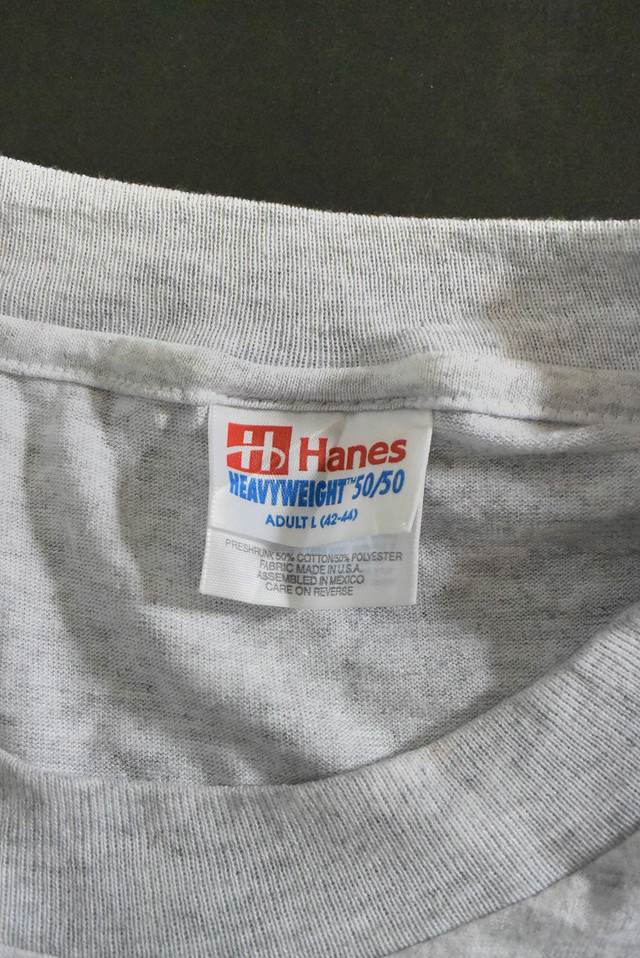 H Hanes
HEAVYWEIGHT™ 50/50
ADULT L (42-44)
PRESHRUNK 50% COTTON/50% POLYESTER
FABRIC MADE IN U.S.A.
ASSEMBLED IN MEXICO
CARE ON REVERSE